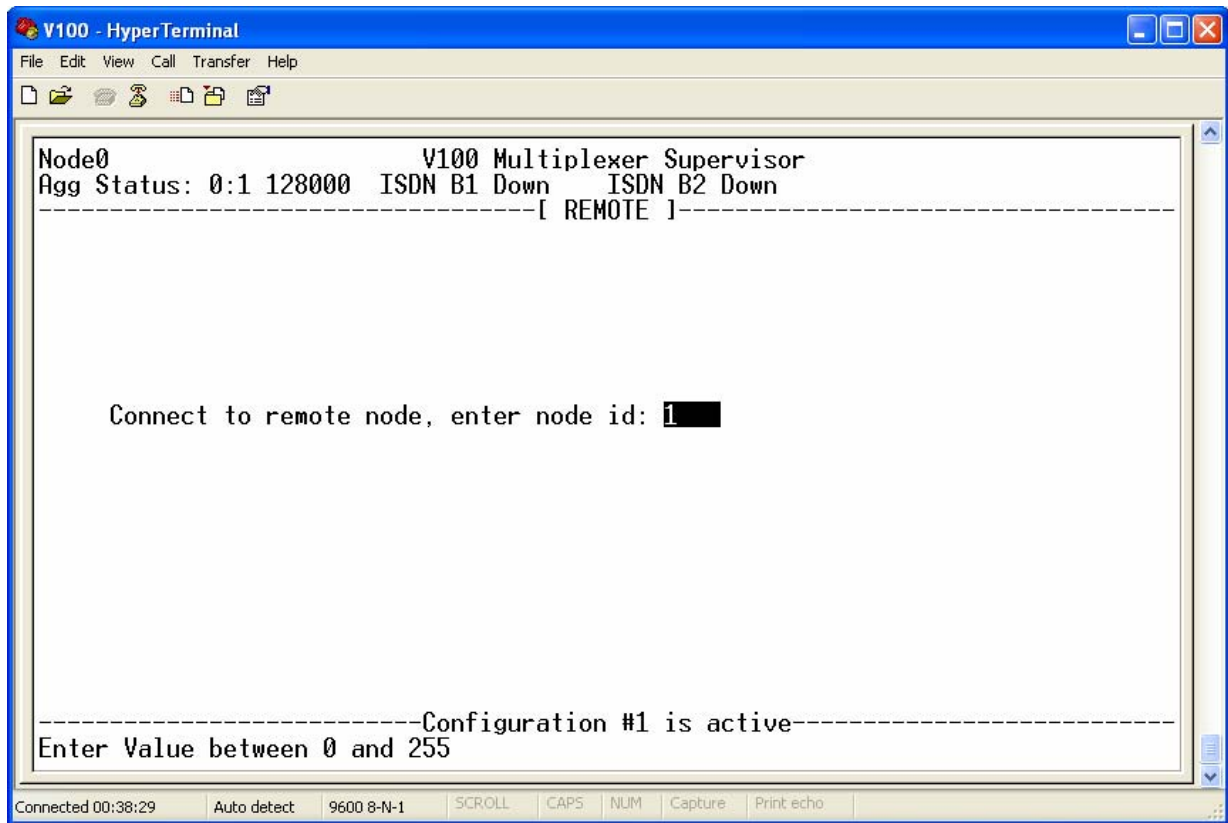 V100 - HyperTerminal
File Edit View Call Transfer Help
Node0 V100 Multiplexer Supervisor
Agg Status: 0:1 128000 ISDN B1 Down ISDN B2 Down
-----------------------------------[ REMOTE ]-----------------------------------
Connect to remote node, enter node id: 1
---------------------------Configuration #1 is active---------------------------
Enter Value between 0 and 255
Connected 00:38:29 Auto detect 9600 8-N-1 SCROLL CAPS NUM Capture Print echo